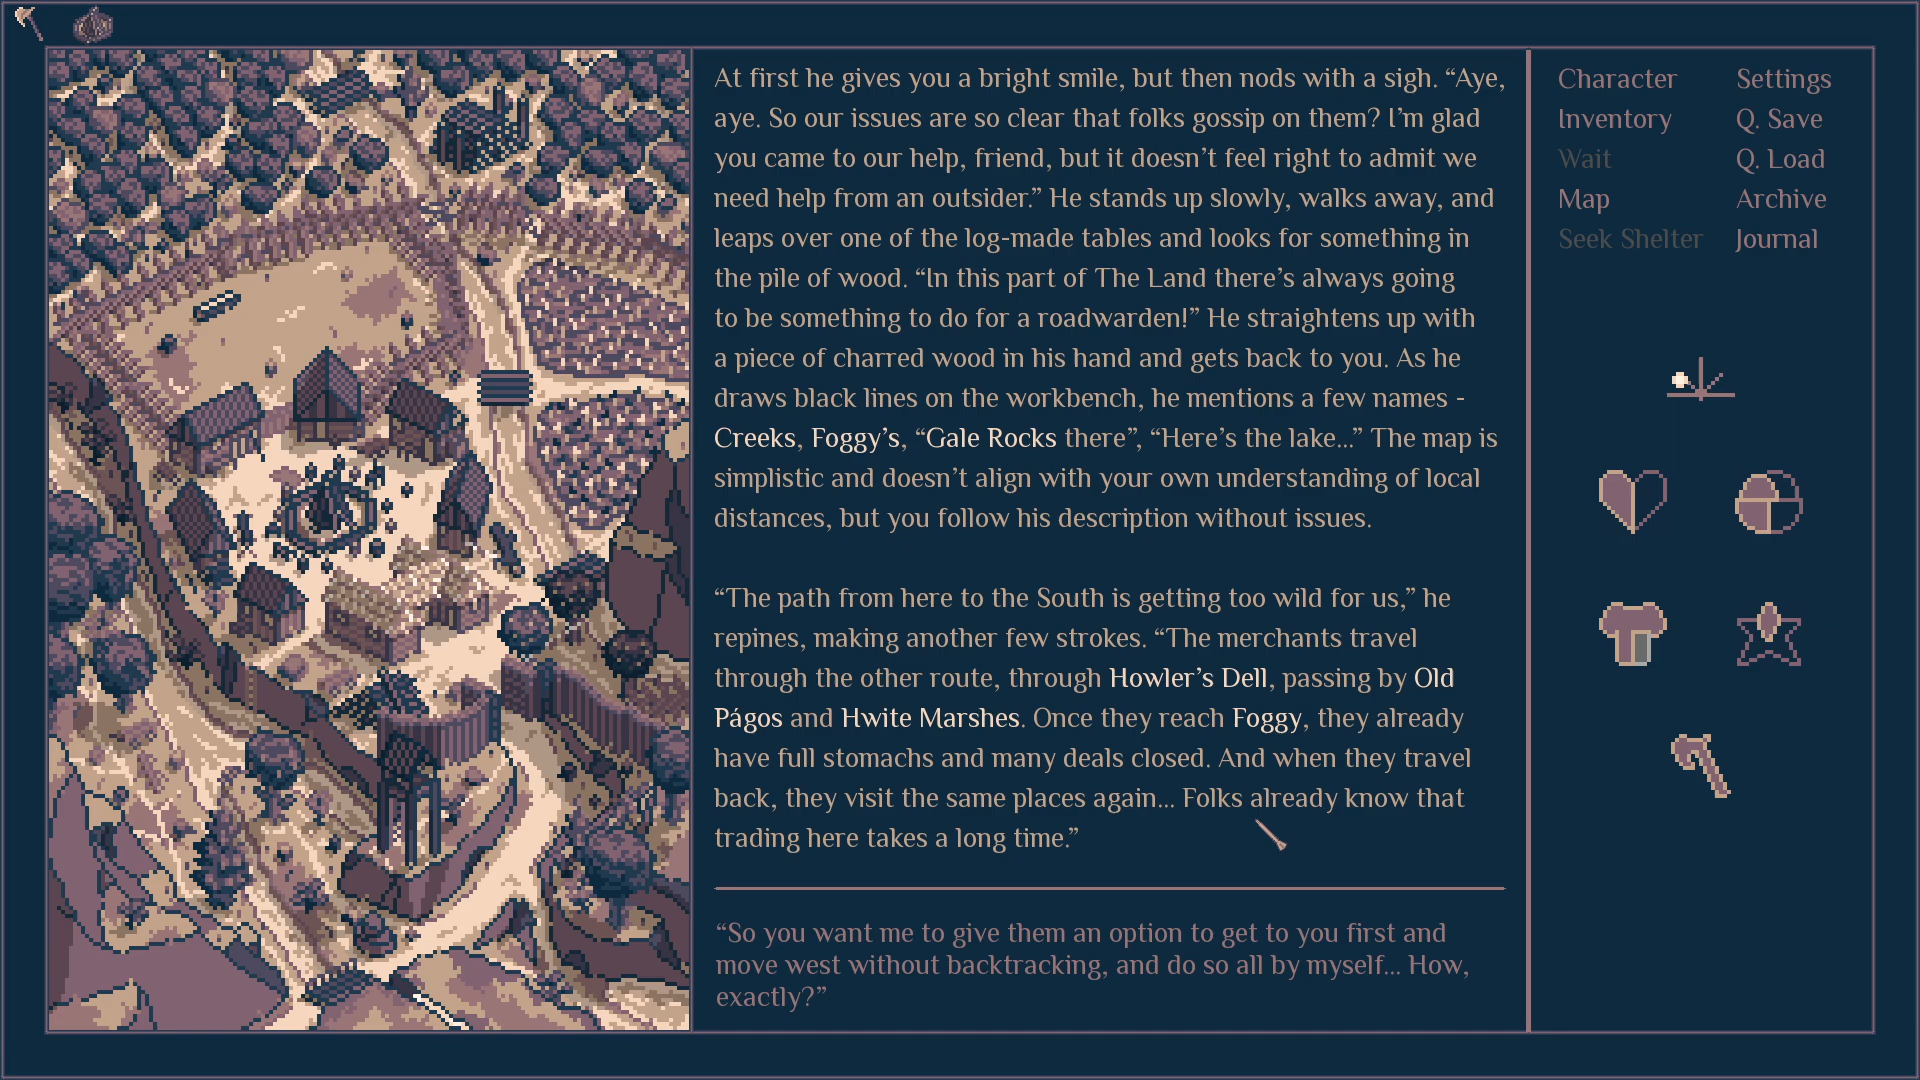 At first he gives you a bright smile, but then nods with a sigh. “Aye,
aye. So our issues are so clear that folks gossip on them? I’m glad
you came to our help, friend, but it doesn’t feel right to admit we
need help from an outsider.” He stands up slowly, walks away, and
leaps over one of the log-made tables and looks for something in
the pile of wood. “In this part of The Land there’s always going
to be something to do for a roadwarden!” He straightens up with
a piece of charred wood in his hand and gets back to you. As he
draws black lines on the workbench, he mentions a few names -
Creeks, Foggy’s, “Gale Rocks there”, “Here’s the lake...” The map is
simplistic and doesn’t align with your own understanding of local
distances, but you follow his description without issues.
“The path from here to the South is getting too wild for us,” he
repines, making another few strokes. “The merchants travel
through the other route, through Howler’s Dell, passing by Old
Págos and Hwite Marshes. Once they reach Foggy, they already
have full stomachs and many deals closed. And when they travel
back, they visit the same places again... Folks already know that
trading here takes a long time.”
“So you want me to give them an option to get to you first and
move west without backtracking, and do so all by myself... How,
exactly?”
Character
Inventory
Wait
Map
Seek Shelter
Settings
Q. Save
Q. Load
Archive
Journal